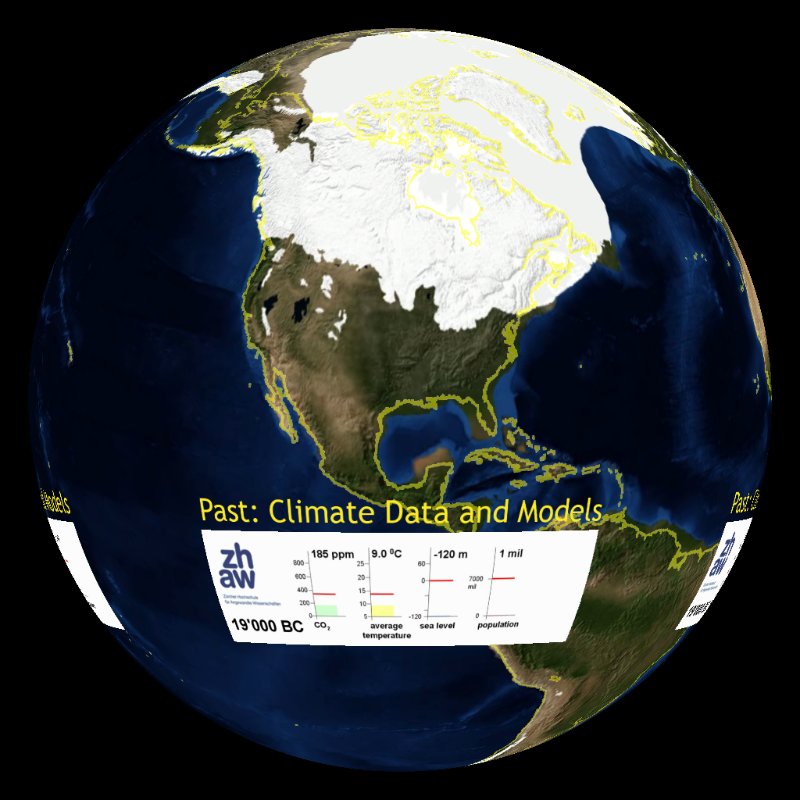 Past: Climate Data and Models
Models
Past:
zh
aw
Zürcher Hochschule
für Angewandte Wissenschaften
19'000 BC
185 ppm
800
600
400
200
0
CO2
9.0 ⁰C
25
20
15
10
5
average
temperature
-120 m
60
0
-120
sea level
1 mil
7000
mil
0
population
zh
aw